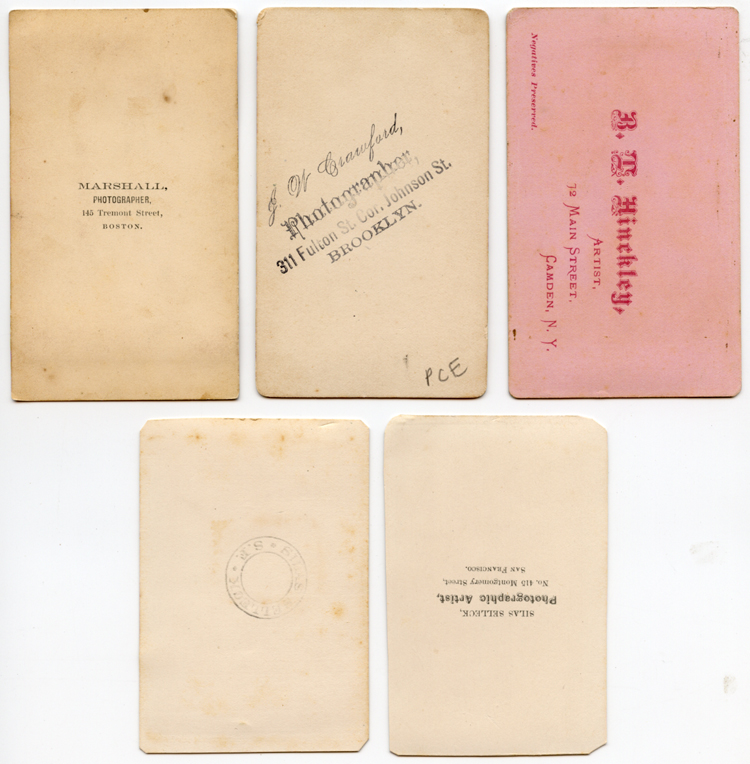 MARSHALL,
PHOTOGRAPHER,
145 Tremont Street,
BOSTON.
J. W. Crawford,
Photographer,
311 Fulton St. Cor. Johnson St.
BROOKLYN.
PCE
Negatives Preserved.
B. T. Hinckley,
ARTIST,
72 MAIN STREET.
CAMDEN, N. Y.
SILAS
SILAS SELLECK,
Photographic Artist,
No. 415 Montgomery Street,
SAN FRANCISCO.